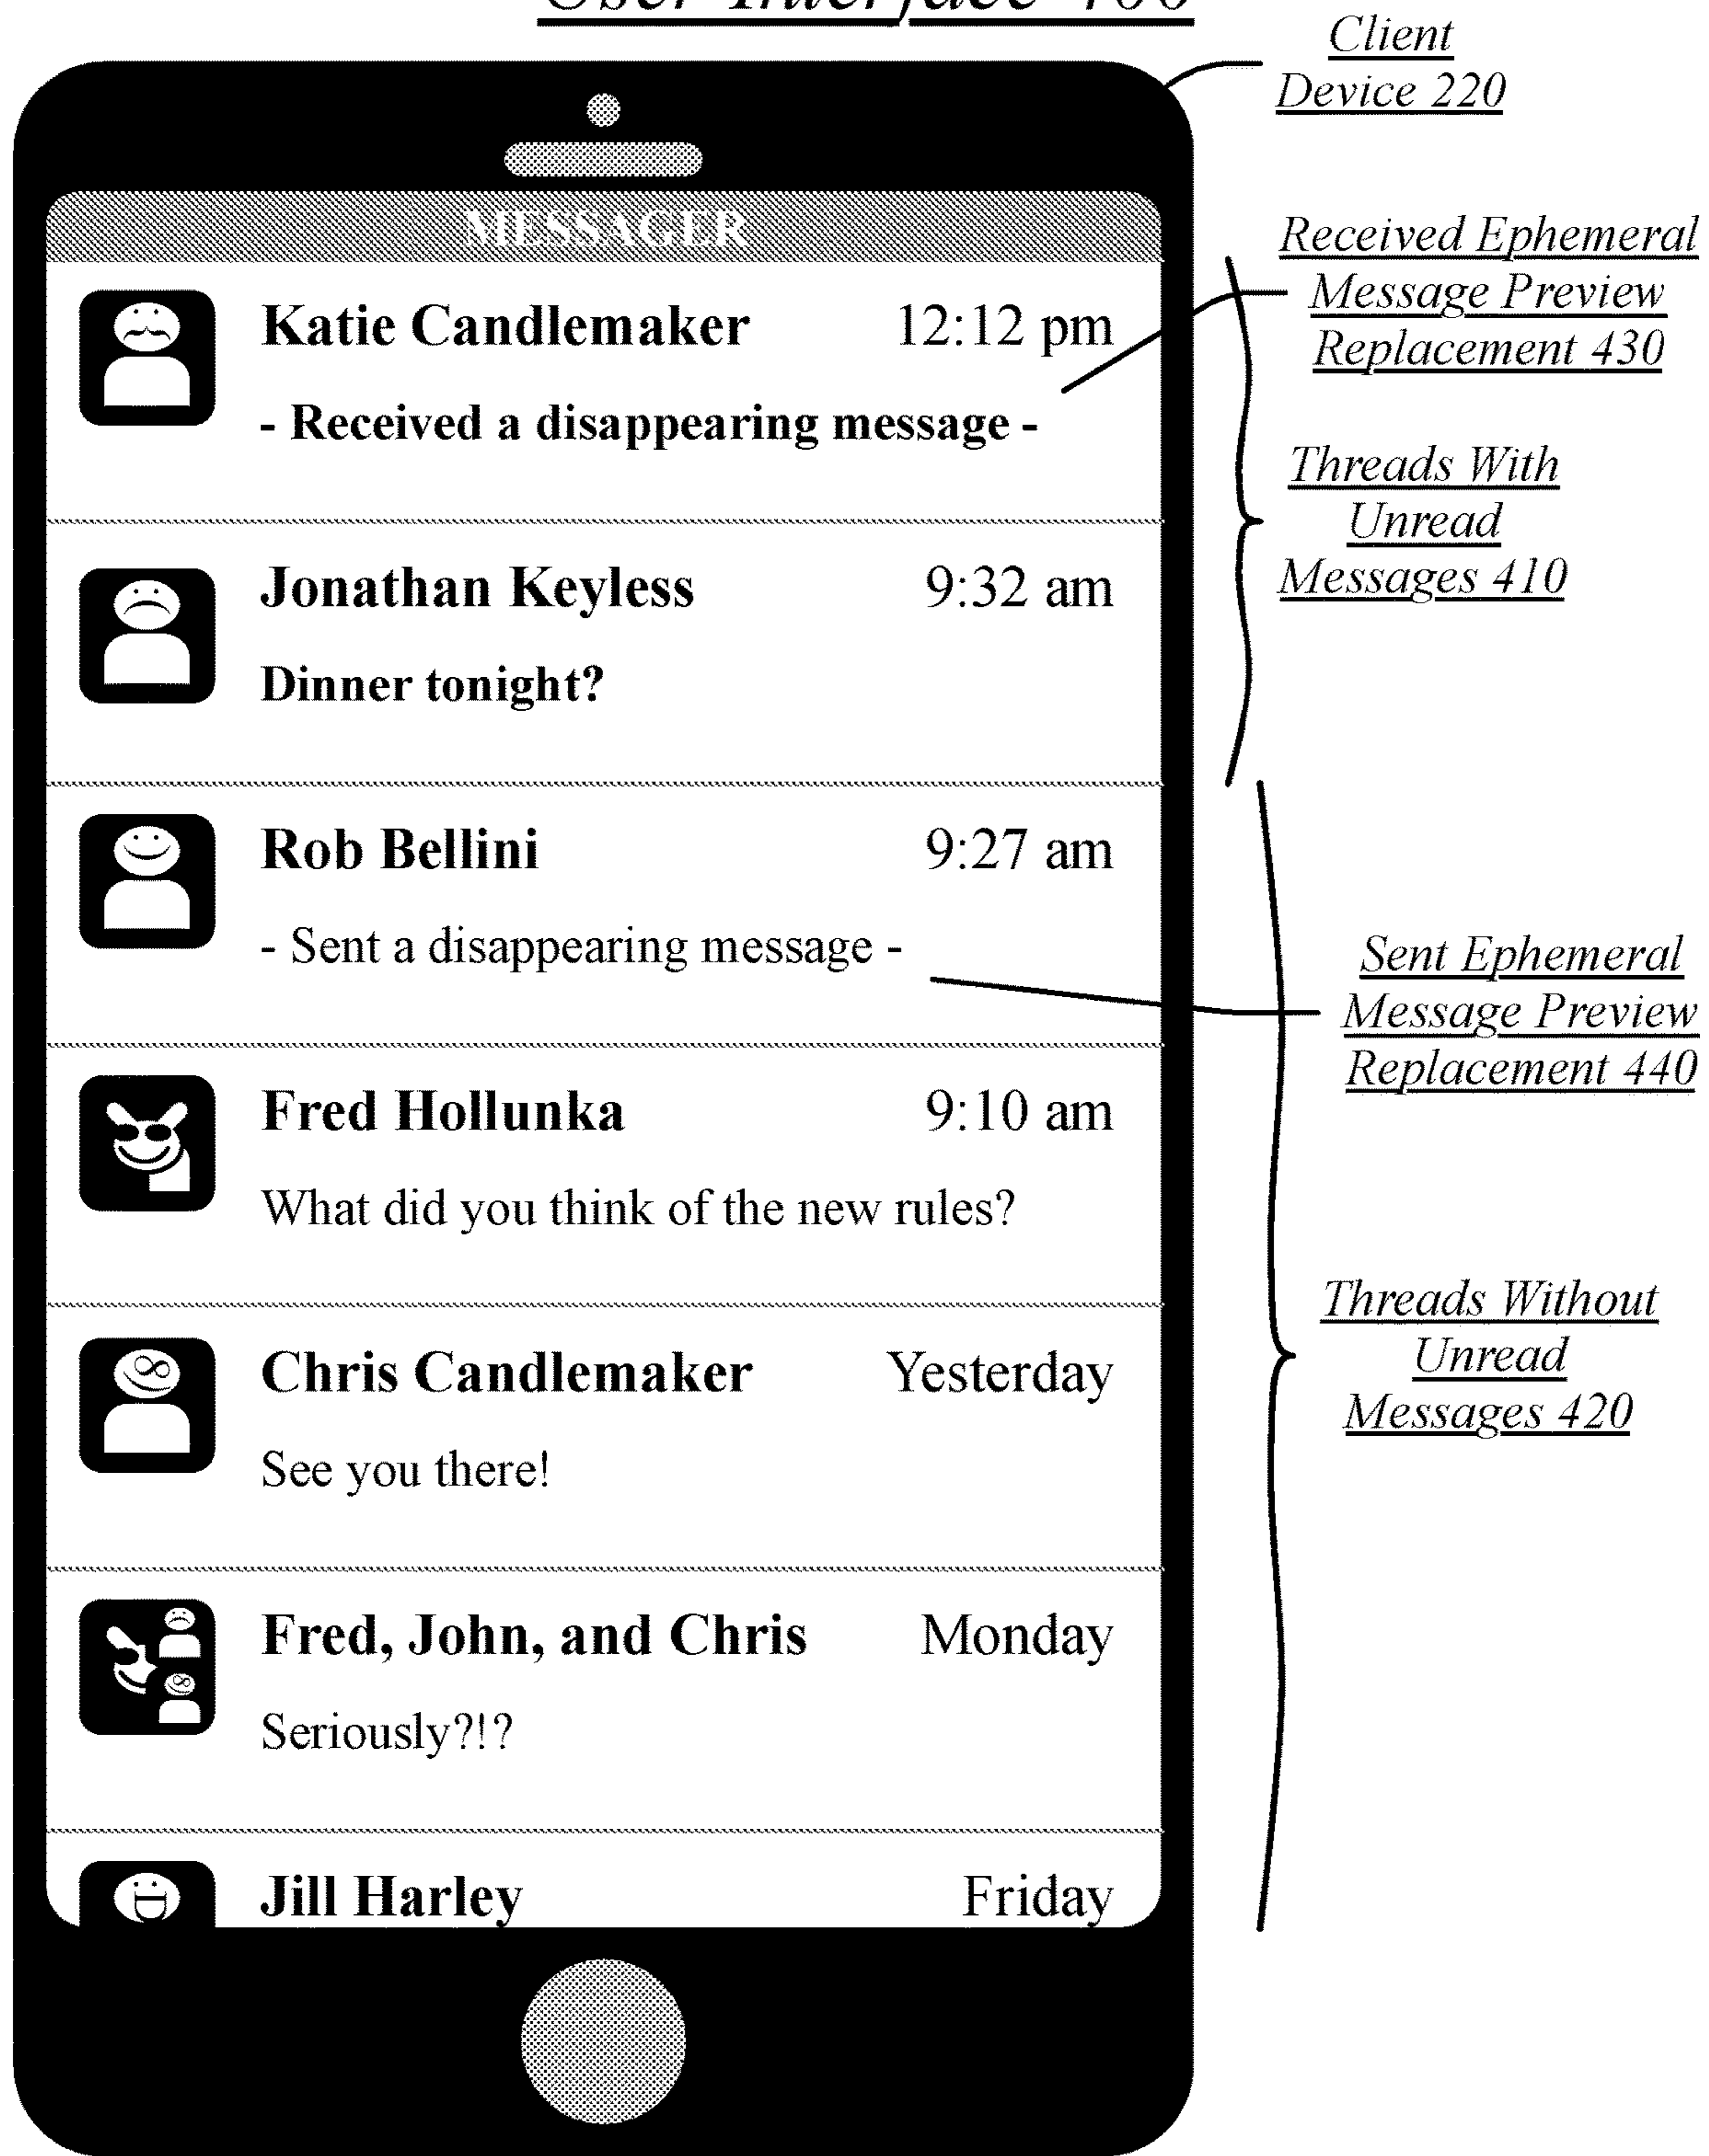 User Interface 400
Client
Device 220
MESSAGER
Katie Candlemaker 12:12 pm
- Received a disappearing message -
Jonathan Keyless 9:32 am
Dinner tonight?
Rob Bellini 9:27 am
- Sent a disappearing message -
Fred Hollunka 9:10 am
What did you think of the new rules?
Chris Candlemaker Yesterday
See you there!
Fred, John, and Chris Monday
Seriously?!?
Jill Harley Friday
Received Ephemeral
Message Preview
Replacement 430
Threads With
Unread
Messages 410
Sent Ephemeral
Message Preview
Replacement 440
Threads Without
Unread
Messages 420